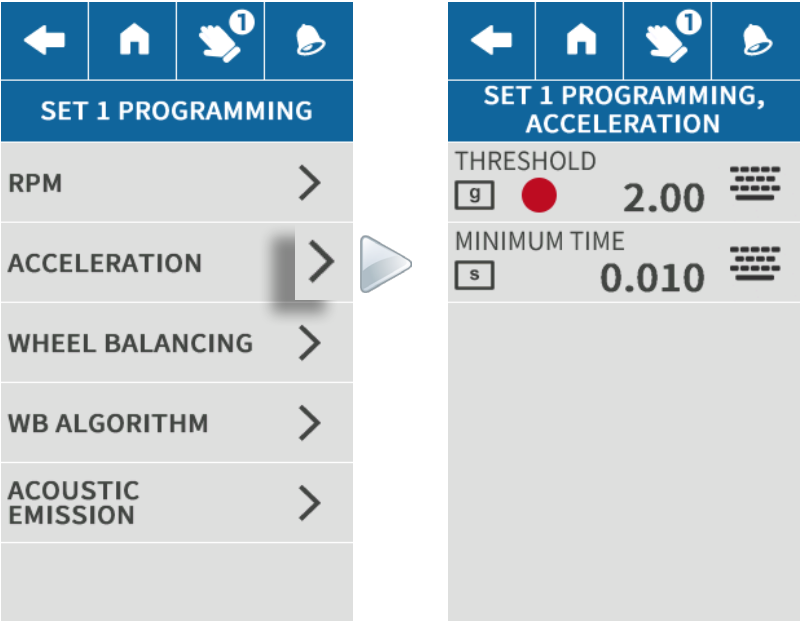 1
SET 1 PROGRAMMING
RPM
ACCELERATION
WHEEL BALANCING
WB ALGORITHM
ACOUSTIC
EMISSION
1
SET 1 PROGRAMMING,
ACCELERATION
THRESHOLD
g 2.00
MINIMUM TIME
s 0.010